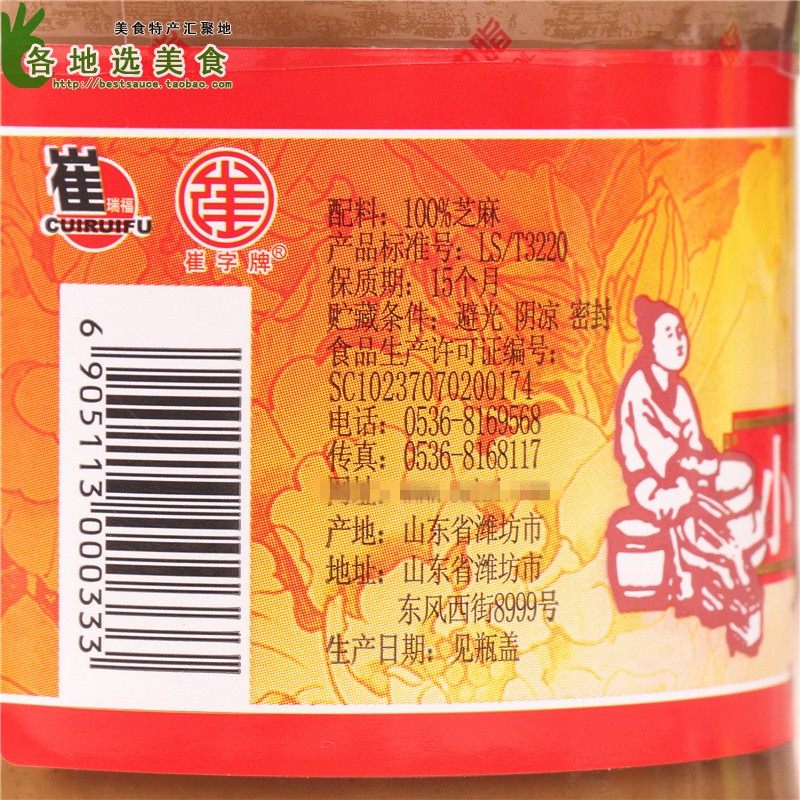 美食特产汇聚地
各地选美食
http://bestsauce.taobao.com
崔
瑞福
CUIRUIFU
崔字牌®
配料：100%芝麻
产品标准号：LS/T3220
保质期：15个月
贮藏条件：避光 阴凉 密封
食品生产许可证编号：
SC10237070200174
电话：0536-8169568
传真：0536-8168117
产地：山东省潍坊市
地址：山东省潍坊市
东风西街8999号
生产日期：见瓶盖
6 905113 000333
小